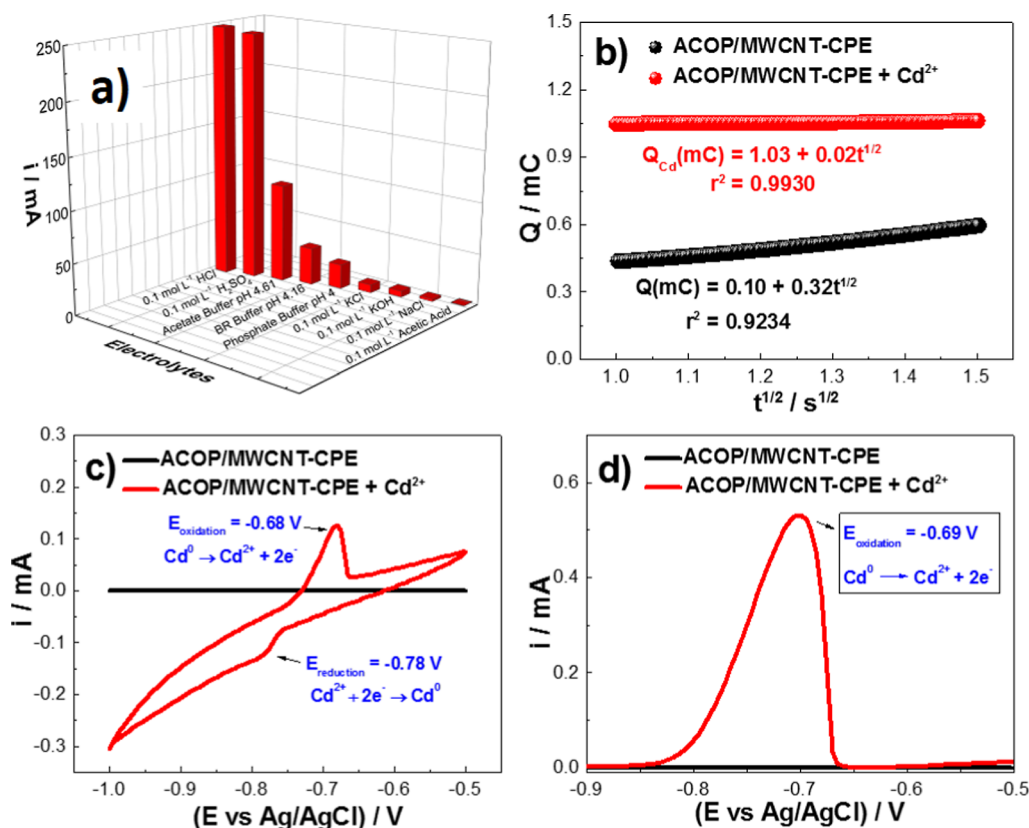 a)
i / mA
250
200
150
100
50
0
0.1 mol L⁻¹ HCl
0.1 mol L⁻¹ H₂SO₄
Acetate Buffer pH 4.61
BR Buffer pH 4.16
Phosphate Buffer pH 4
0.1 mol L⁻¹ KCl
0.1 mol L⁻¹ KOH
0.1 mol L⁻¹ NaCl
0.1 mol L⁻¹ Acetic Acid
Electrolytes
b)
ACOP/MWCNT-CPE
ACOP/MWCNT-CPE + Cd²⁺
Q_Cd(mC) = 1.03 + 0.02t^1/2
r² = 0.9930
Q(mC) = 0.10 + 0.32t^1/2
r² = 0.9234
Q / mC
1.5
1.2
0.9
0.6
0.3
0.0
1.0 1.1 1.2 1.3 1.4 1.5
t^1/2 / s^1/2
c)
ACOP/MWCNT-CPE
ACOP/MWCNT-CPE + Cd²⁺
E_oxidation = -0.68 V
Cd⁰ → Cd²⁺ + 2e⁻
E_reduction = -0.78 V
Cd²⁺ + 2e⁻ → Cd⁰
i / mA
0.3
0.2
0.1
0.0
-0.1
-0.2
-0.3
-1.0 -0.9 -0.8 -0.7 -0.6 -0.5
(E vs Ag/AgCl) / V
d)
ACOP/MWCNT-CPE
ACOP/MWCNT-CPE + Cd²⁺
E_oxidation = -0.69 V
Cd⁰ → Cd²⁺ + 2e⁻
i / mA
0.6
0.4
0.2
0.0
-0.9 -0.8 -0.7 -0.6 -0.5
(E vs Ag/AgCl) / V